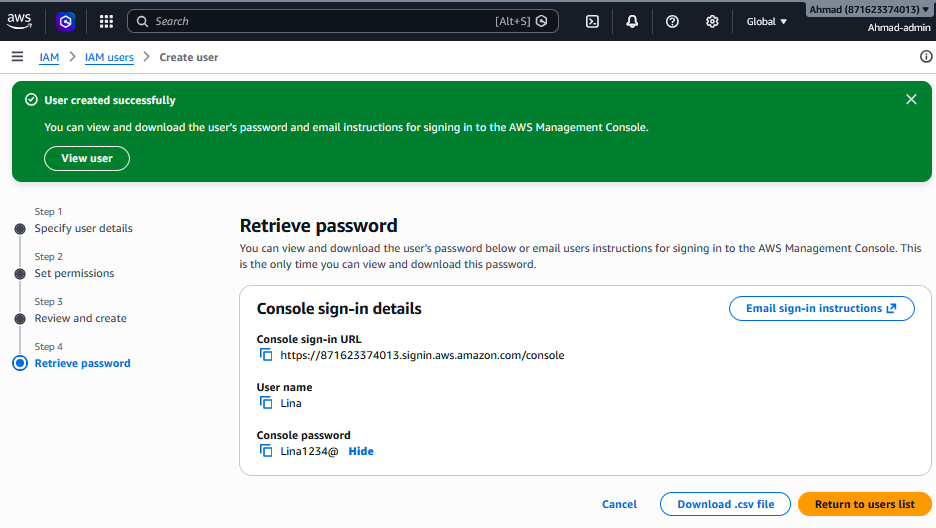 aws
Search
[Alt+S]
Global
Ahmad (871623374013)
Ahmad-admin
IAM
IAM users
Create user
User created successfully
You can view and download the user's password and email instructions for signing in to the AWS Management Console.
View user
Step 1
Specify user details
Step 2
Set permissions
Step 3
Review and create
Step 4
Retrieve password
Retrieve password
You can view and download the user's password below or email users instructions for signing in to the AWS Management Console. This
is the only time you can view and download this password.
Console sign-in details
Email sign-in instructions
Console sign-in URL
https://871623374013.signin.aws.amazon.com/console
User name
Lina
Console password
Lina1234@ Hide
Cancel
Download .csv file
Return to users list